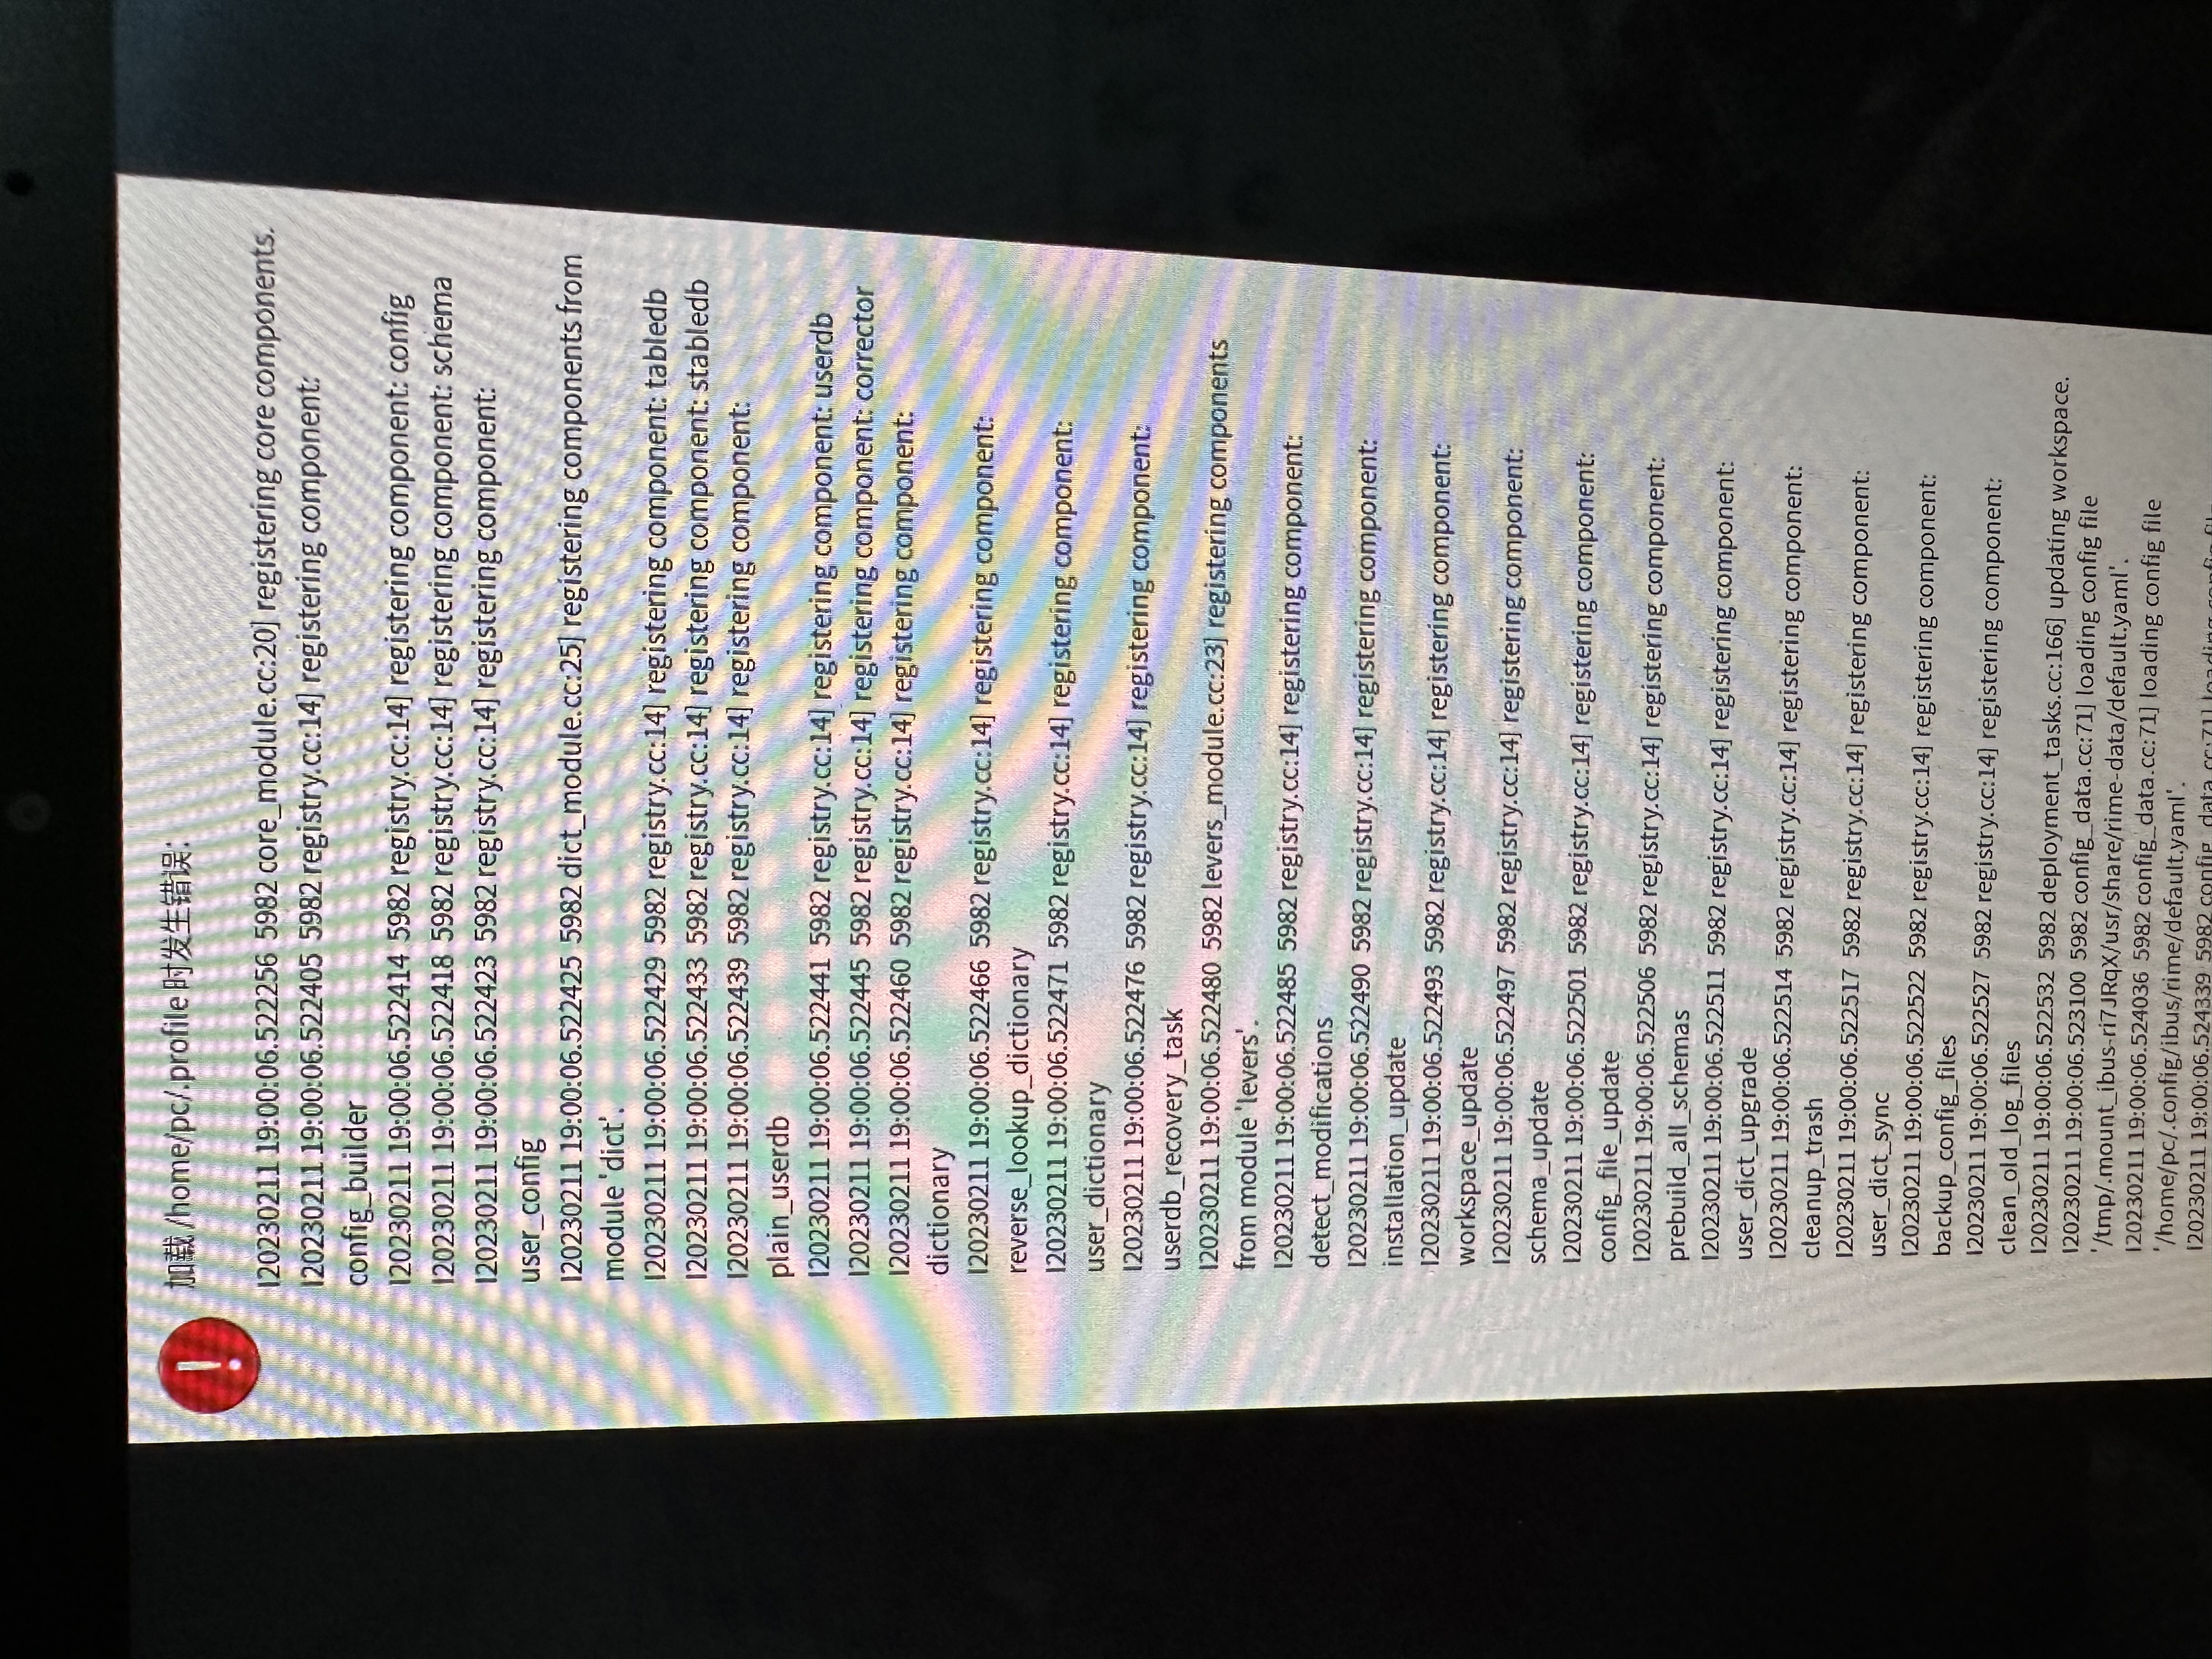 加载 /home/pc/.profile 时发生错误:
I20230211 19:00:06.522256 5982 core_module.cc:20] registering core components.
I20230211 19:00:06.522405 5982 registry.cc:14] registering component:
config_builder
I20230211 19:00:06.522414 5982 registry.cc:14] registering component: config
I20230211 19:00:06.522418 5982 registry.cc:14] registering component: schema
I20230211 19:00:06.522423 5982 registry.cc:14] registering component:
user_config
I20230211 19:00:06.522425 5982 dict_module.cc:25] registering components from
module 'dict'.
I20230211 19:00:06.522429 5982 registry.cc:14] registering component: tabledb
I20230211 19:00:06.522433 5982 registry.cc:14] registering component: stabledb
I20230211 19:00:06.522439 5982 registry.cc:14] registering component:
plain_userdb
I20230211 19:00:06.522441 5982 registry.cc:14] registering component: userdb
I20230211 19:00:06.522445 5982 registry.cc:14] registering component: corrector
I20230211 19:00:06.522460 5982 registry.cc:14] registering component:
dictionary
I20230211 19:00:06.522466 5982 registry.cc:14] registering component:
reverse_lookup_dictionary
I20230211 19:00:06.522471 5982 registry.cc:14] registering component:
user_dictionary
I20230211 19:00:06.522476 5982 registry.cc:14] registering component:
userdb_recovery_task
I20230211 19:00:06.522480 5982 levers_module.cc:23] registering components
from module 'levers'.
I20230211 19:00:06.522485 5982 registry.cc:14] registering component:
detect_modifications
I20230211 19:00:06.522490 5982 registry.cc:14] registering component:
installation_update
I20230211 19:00:06.522493 5982 registry.cc:14] registering component:
workspace_update
I20230211 19:00:06.522497 5982 registry.cc:14] registering component:
schema_update
I20230211 19:00:06.522501 5982 registry.cc:14] registering component:
config_file_update
I20230211 19:00:06.522506 5982 registry.cc:14] registering component:
prebuild_all_schemas
I20230211 19:00:06.522511 5982 registry.cc:14] registering component:
user_dict_upgrade
I20230211 19:00:06.522514 5982 registry.cc:14] registering component:
cleanup_trash
I20230211 19:00:06.522517 5982 registry.cc:14] registering component:
user_dict_sync
I20230211 19:00:06.522522 5982 registry.cc:14] registering component:
backup_config_files
I20230211 19:00:06.522527 5982 registry.cc:14] registering component:
clean_old_log_files
I20230211 19:00:06.522532 5982 deployment_tasks.cc:166] updating workspace.
I20230211 19:00:06.523100 5982 config_data.cc:71] loading config file
'/tmp/.mount_ibus-ri7JRqX/usr/share/rime-data/default.yaml'.
I20230211 19:00:06.524036 5982 config_data.cc:71] loading config file
'/home/pc/.config/ibus/rime/default.yaml'.
I20230211 19:00:06.524339 5982 config_data.cc:71] loading config file